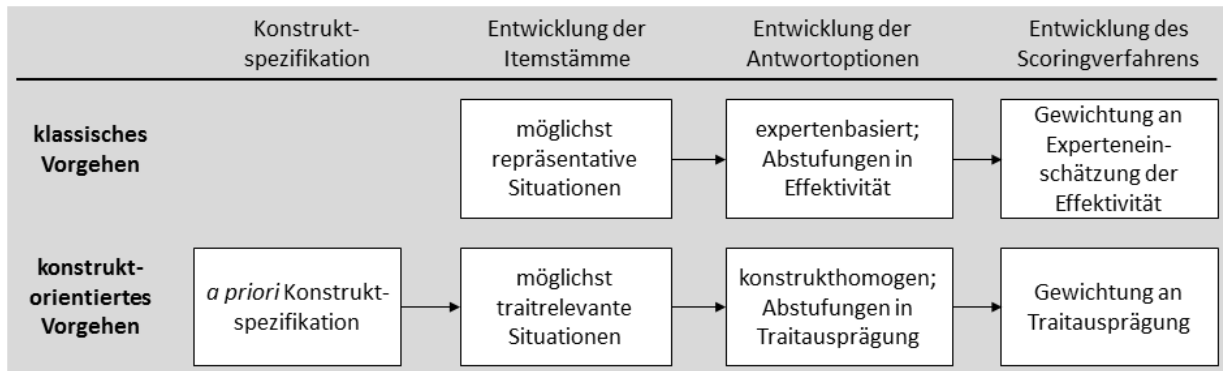 Konstrukt-
spezifikation
Entwicklung der
Itemstämme
Entwicklung der
Antwortoptionen
Entwicklung des
Scoringverfahrens
klassisches
Vorgehen
möglichst
repräsentative
Situationen
expertenbasiert;
Abstufungen in
Effektivität
Gewichtung an
Expertenein-
schätzung der
Effektivität
konstrukt-
orientiertes
Vorgehen
a priori Konstrukt-
spezifikation
möglichst
traitrelevante
Situationen
konstrukthomogen;
Abstufungen in
Traitausprägung
Gewichtung an
Traitausprägung